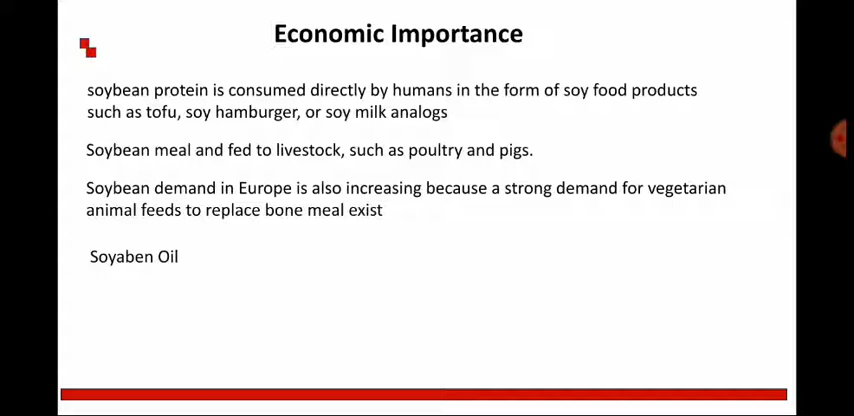 Economic Importance
soybean protein is consumed directly by humans in the form of soy food products
such as tofu, soy hamburger, or soy milk analogs
Soybean meal and fed to livestock, such as poultry and pigs.
Soybean demand in Europe is also increasing because a strong demand for vegetarian
animal feeds to replace bone meal exist
Soyaben Oil